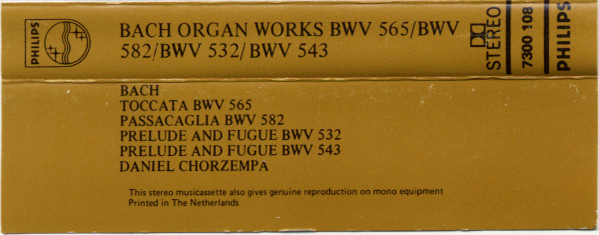 PHILIPS
BACH ORGAN WORKS BWV 565/BWV
582/BWV 532/BWV 543
STEREO
7300 108
PHILIPS
BACH
TOCCATA BWV 565
PASSACAGLIA BWV 582
PRELUDE AND FUGUE BWV 532
PRELUDE AND FUGUE BWV 543
DANIEL CHORZEMPA
This stereo musicassette also gives genuine reproduction on mono equipment
Printed in The Netherlands